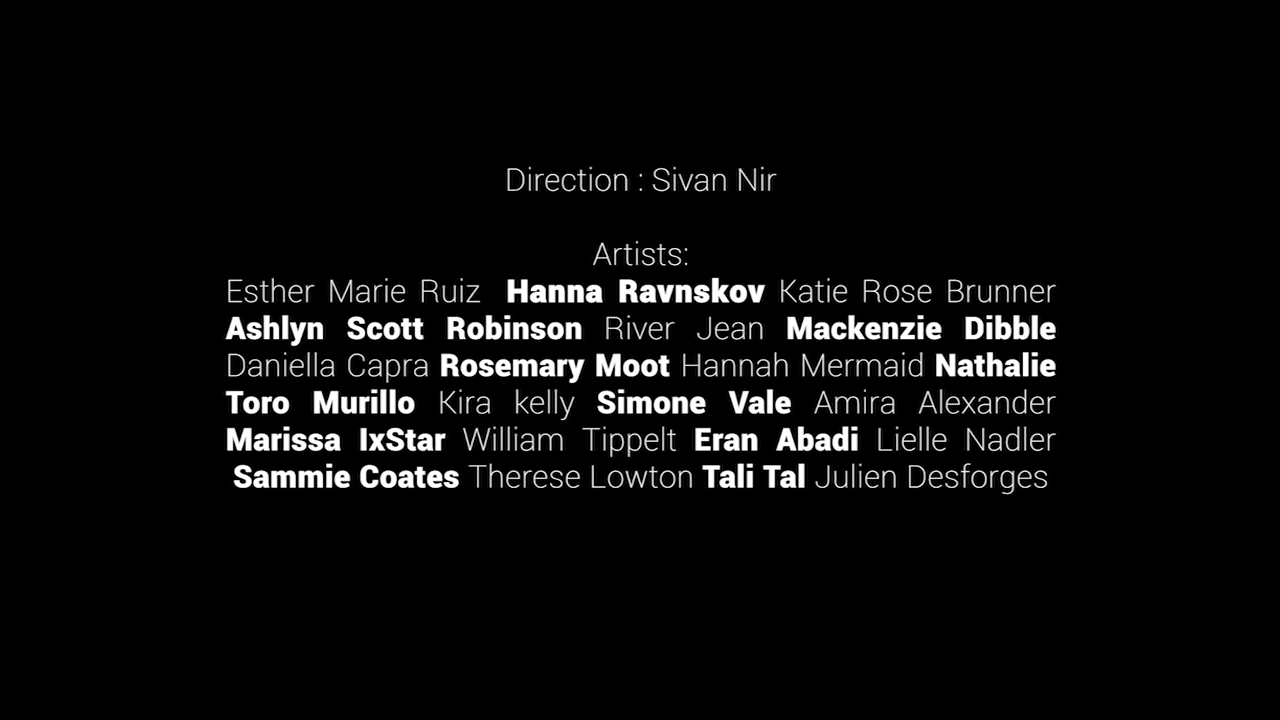 Direction : Sivan Nir
Artists:
Esther Marie Ruiz Hanna Ravnskov Katie Rose Brunner
Ashlyn Scott Robinson River Jean Mackenzie Dibble
Daniella Capra Rosemary Moot Hannah Mermaid Nathalie
Toro Murillo Kira kelly Simone Vale Amira Alexander
Marissa IxStar William Tippelt Eran Abadi Lielle Nadler
Sammie Coates Therese Lowton Tali Tal Julien Desforges